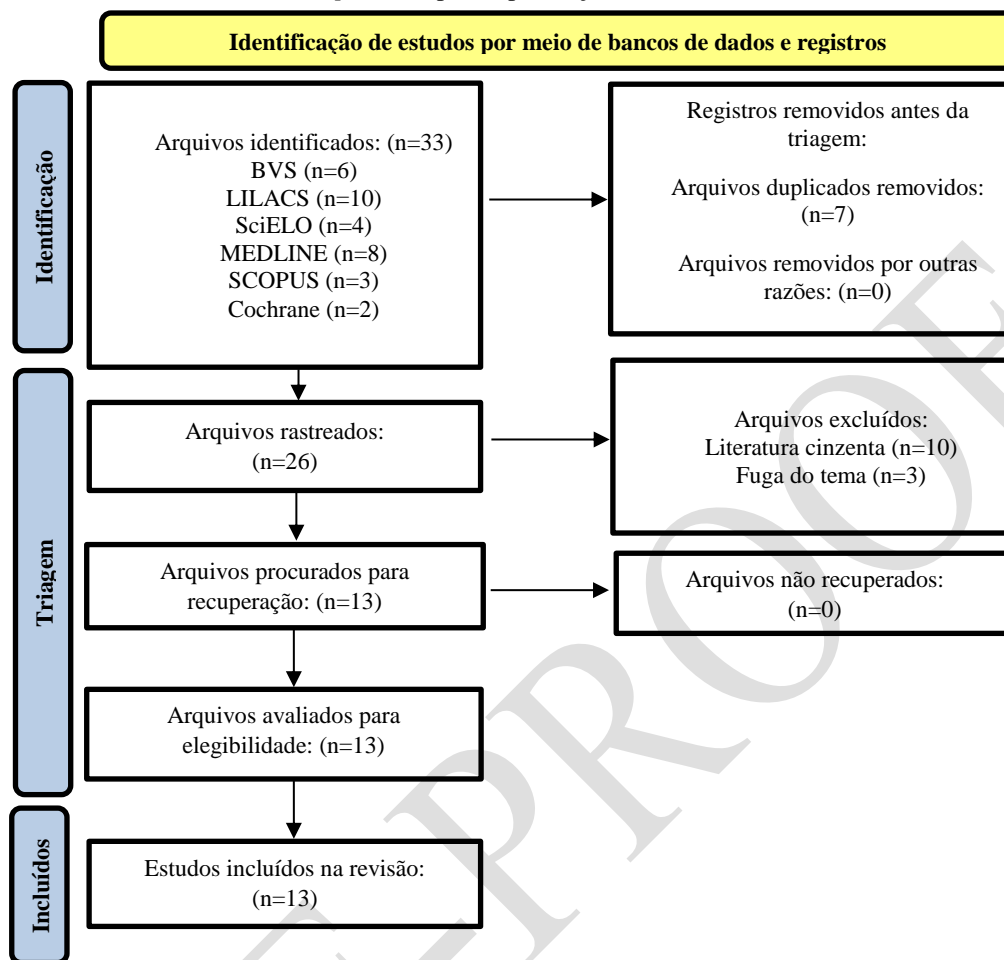 Identificação de estudos por meio de bancos de dados e registros
Identificação
Arquivos identificados: (n=33)
BVS (n=6)
LILACS (n=10)
SciELO (n=4)
MEDLINE (n=8)
SCOPUS (n=3)
Cochrane (n=2)
Registros removidos antes da
triagem:
Arquivos duplicados removidos:
(n=7)
Arquivos removidos por outras
razões: (n=0)
Triagem
Arquivos rastreados:
(n=26)
Arquivos excluídos:
Literatura cinzenta (n=10)
Fuga do tema (n=3)
Arquivos procurados para
recuperação: (n=13)
Arquivos não recuperados:
(n=0)
Arquivos avaliados para
elegibilidade: (n=13)
Incluídos
Estudos incluídos na revisão:
(n=13)
-PROOF